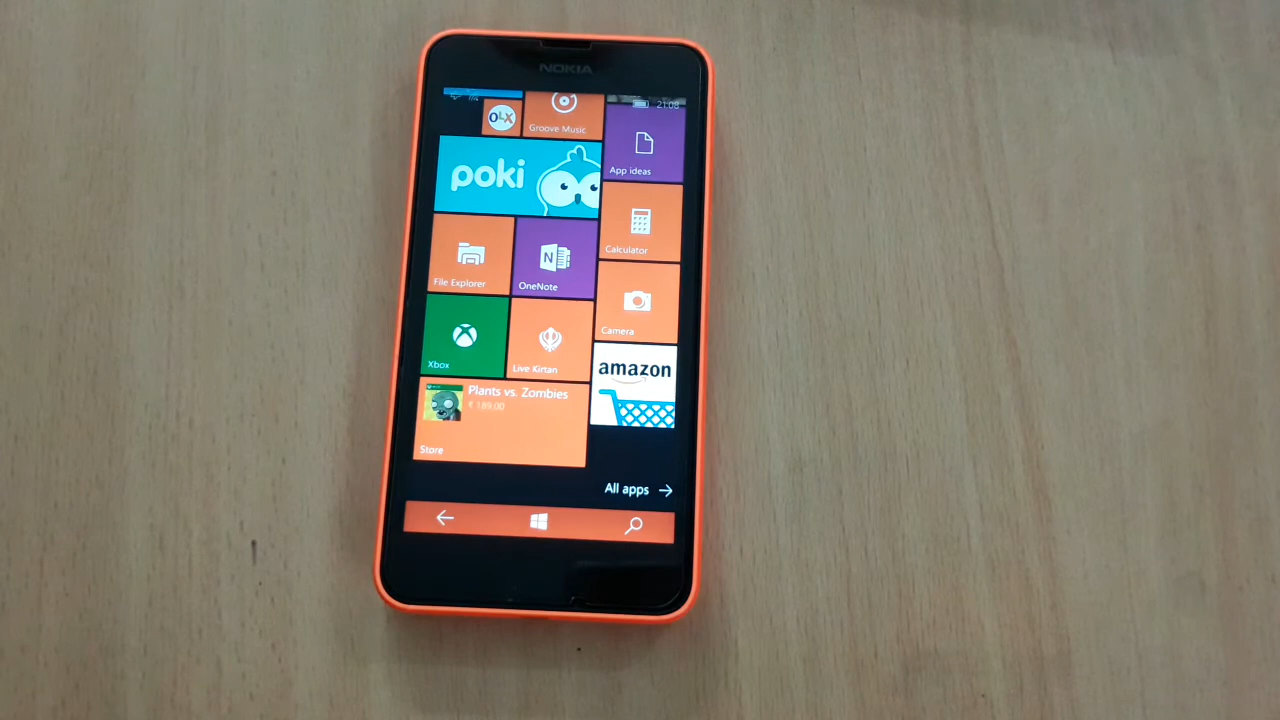 NOKIA
21:08
OLX
Groove Music
App ideas
poki
Calculator
File Explorer
N
OneNote
Camera
Xbox
Live Kirtan
amazon
Plants vs. Zombies
₹ 189.00
Store
All apps